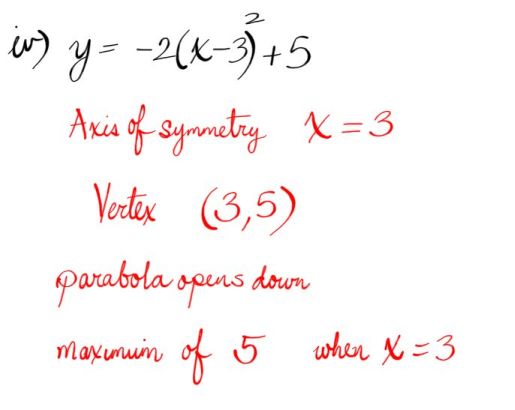 iv) y = -2(x-3)² + 5
Axis of symmetry x = 3
Vertex (3,5)
parabola opens down
maximum of 5 when x = 3